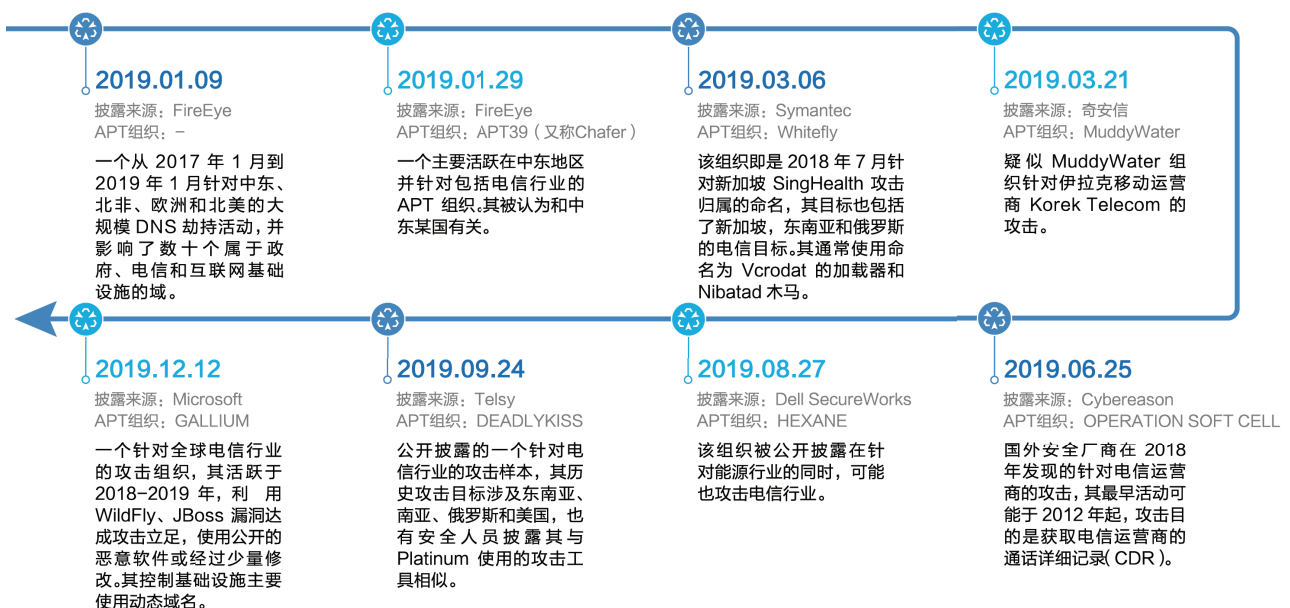 2019.01.09
披露来源：FireEye
APT组织：-
一个从 2017 年 1 月到
2019 年 1 月针对中东、
北非、欧洲和北美的大
规模 DNS 劫持活动，并
影响了数十个属于政
府、电信和互联网基础
设施的域。
2019.01.29
披露来源：FireEye
APT组织：APT39（又称Chafer）
一个主要活跃在中东地区
并针对包括电信行业的
APT 组织。其被认为和中
东某国有关。
2019.03.06
披露来源：Symantec
APT组织：Whitefly
该组织即是 2018 年 7 月针
对新加坡 SingHealth 攻击
归属的命名，其目标也包括
了新加坡，东南亚和俄罗斯
的电信目标。其通常使用命
名为 Vcrodat 的加载器和
Nibatad 木马。
2019.03.21
披露来源：奇安信
APT组织：MuddyWater
疑似 MuddyWater 组
织针对伊拉克移动运营
商 Korek Telecom 的
攻击。
2019.06.25
披露来源：Cybereason
APT组织：OPERATION SOFT CELL
国外安全厂商在 2018
年发现的针对电信运营
商的攻击，其最早活动可
能于 2012 年起，攻击目
的是获取电信运营商的
通话详细记录（CDR）。
2019.08.27
披露来源：Dell SecureWorks
APT组织：HEXANE
该组织被公开披露在针
对能源行业的同时，可能
也攻击电信行业。
2019.09.24
披露来源：Telsy
APT组织：DEADLYKISS
公开披露的一个针对电
信行业的攻击样本，其历
史攻击目标涉及东南亚、
南亚、俄罗斯和美国，也
有安全人员披露其与
Platinum 使用的攻击工
具相似。
2019.12.12
披露来源：Microsoft
APT组织：GALLIUM
一个针对全球电信行业
的攻击组织，其活跃于
2018-2019 年，利 用
WildFly、JBoss 漏洞达
成攻击立足，使用公开的
恶意软件或经过少量修
改。其控制基础设施主要
使用动态域名。